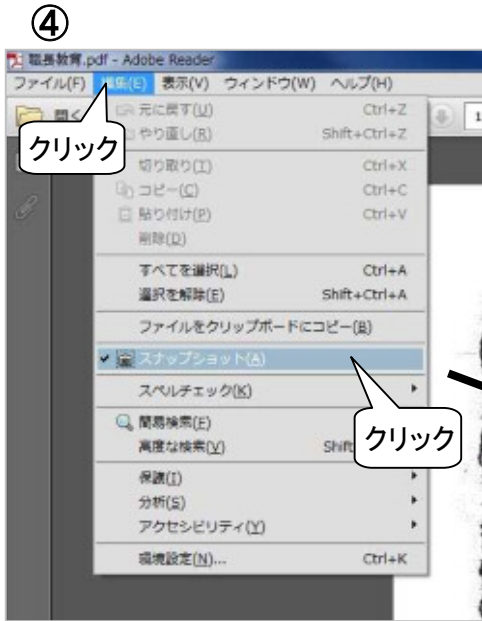 ④
職長教育.pdf - Adobe Reader
ファイル(F) 編集(E) 表示(V) ウィンドウ(W) ヘルプ(H)
開く
クリック
元に戻す(U) Ctrl+Z
やり直し(R) Shift+Ctrl+Z
切り取り(T) Ctrl+X
コピー(C) Ctrl+C
貼り付け(P) Ctrl+V
削除(D)
すべてを選択(L) Ctrl+A
選択を解除(E) Shift+Ctrl+A
ファイルをクリップボードにコピー(B)
スナップショット(A)
スペルチェック(K)
簡易検索(F)
高度な検索(V) Shift
クリック
保護(I)
分析(S)
アクセシビリティ(Y)
環境設定(N)... Ctrl+K